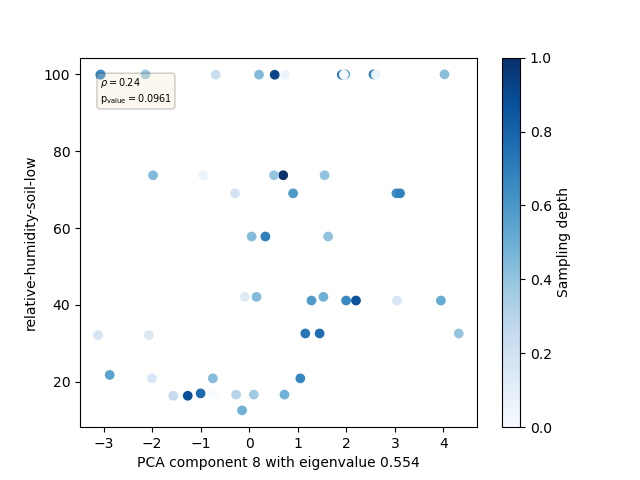 100
80
60
40
20
relative-humidity-soil-low
ρ = 0.24
p_value = 0.0961
−3 −2 −1 0 1 2 3 4
PCA component 8 with eigenvalue 0.554
1.0
0.8
0.6
0.4
0.2
0.0
Sampling depth